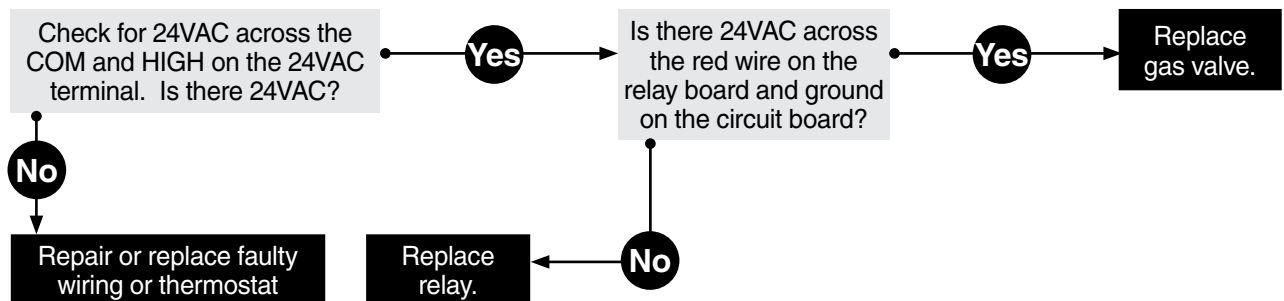 Check for 24VAC across the
COM and HIGH on the 24VAC
terminal. Is there 24VAC?
Yes
Is there 24VAC across
the red wire on the
relay board and ground
on the circuit board?
Yes
Replace
gas valve.
No
Repair or replace faulty
wiring or thermostat
No
Replace
relay.